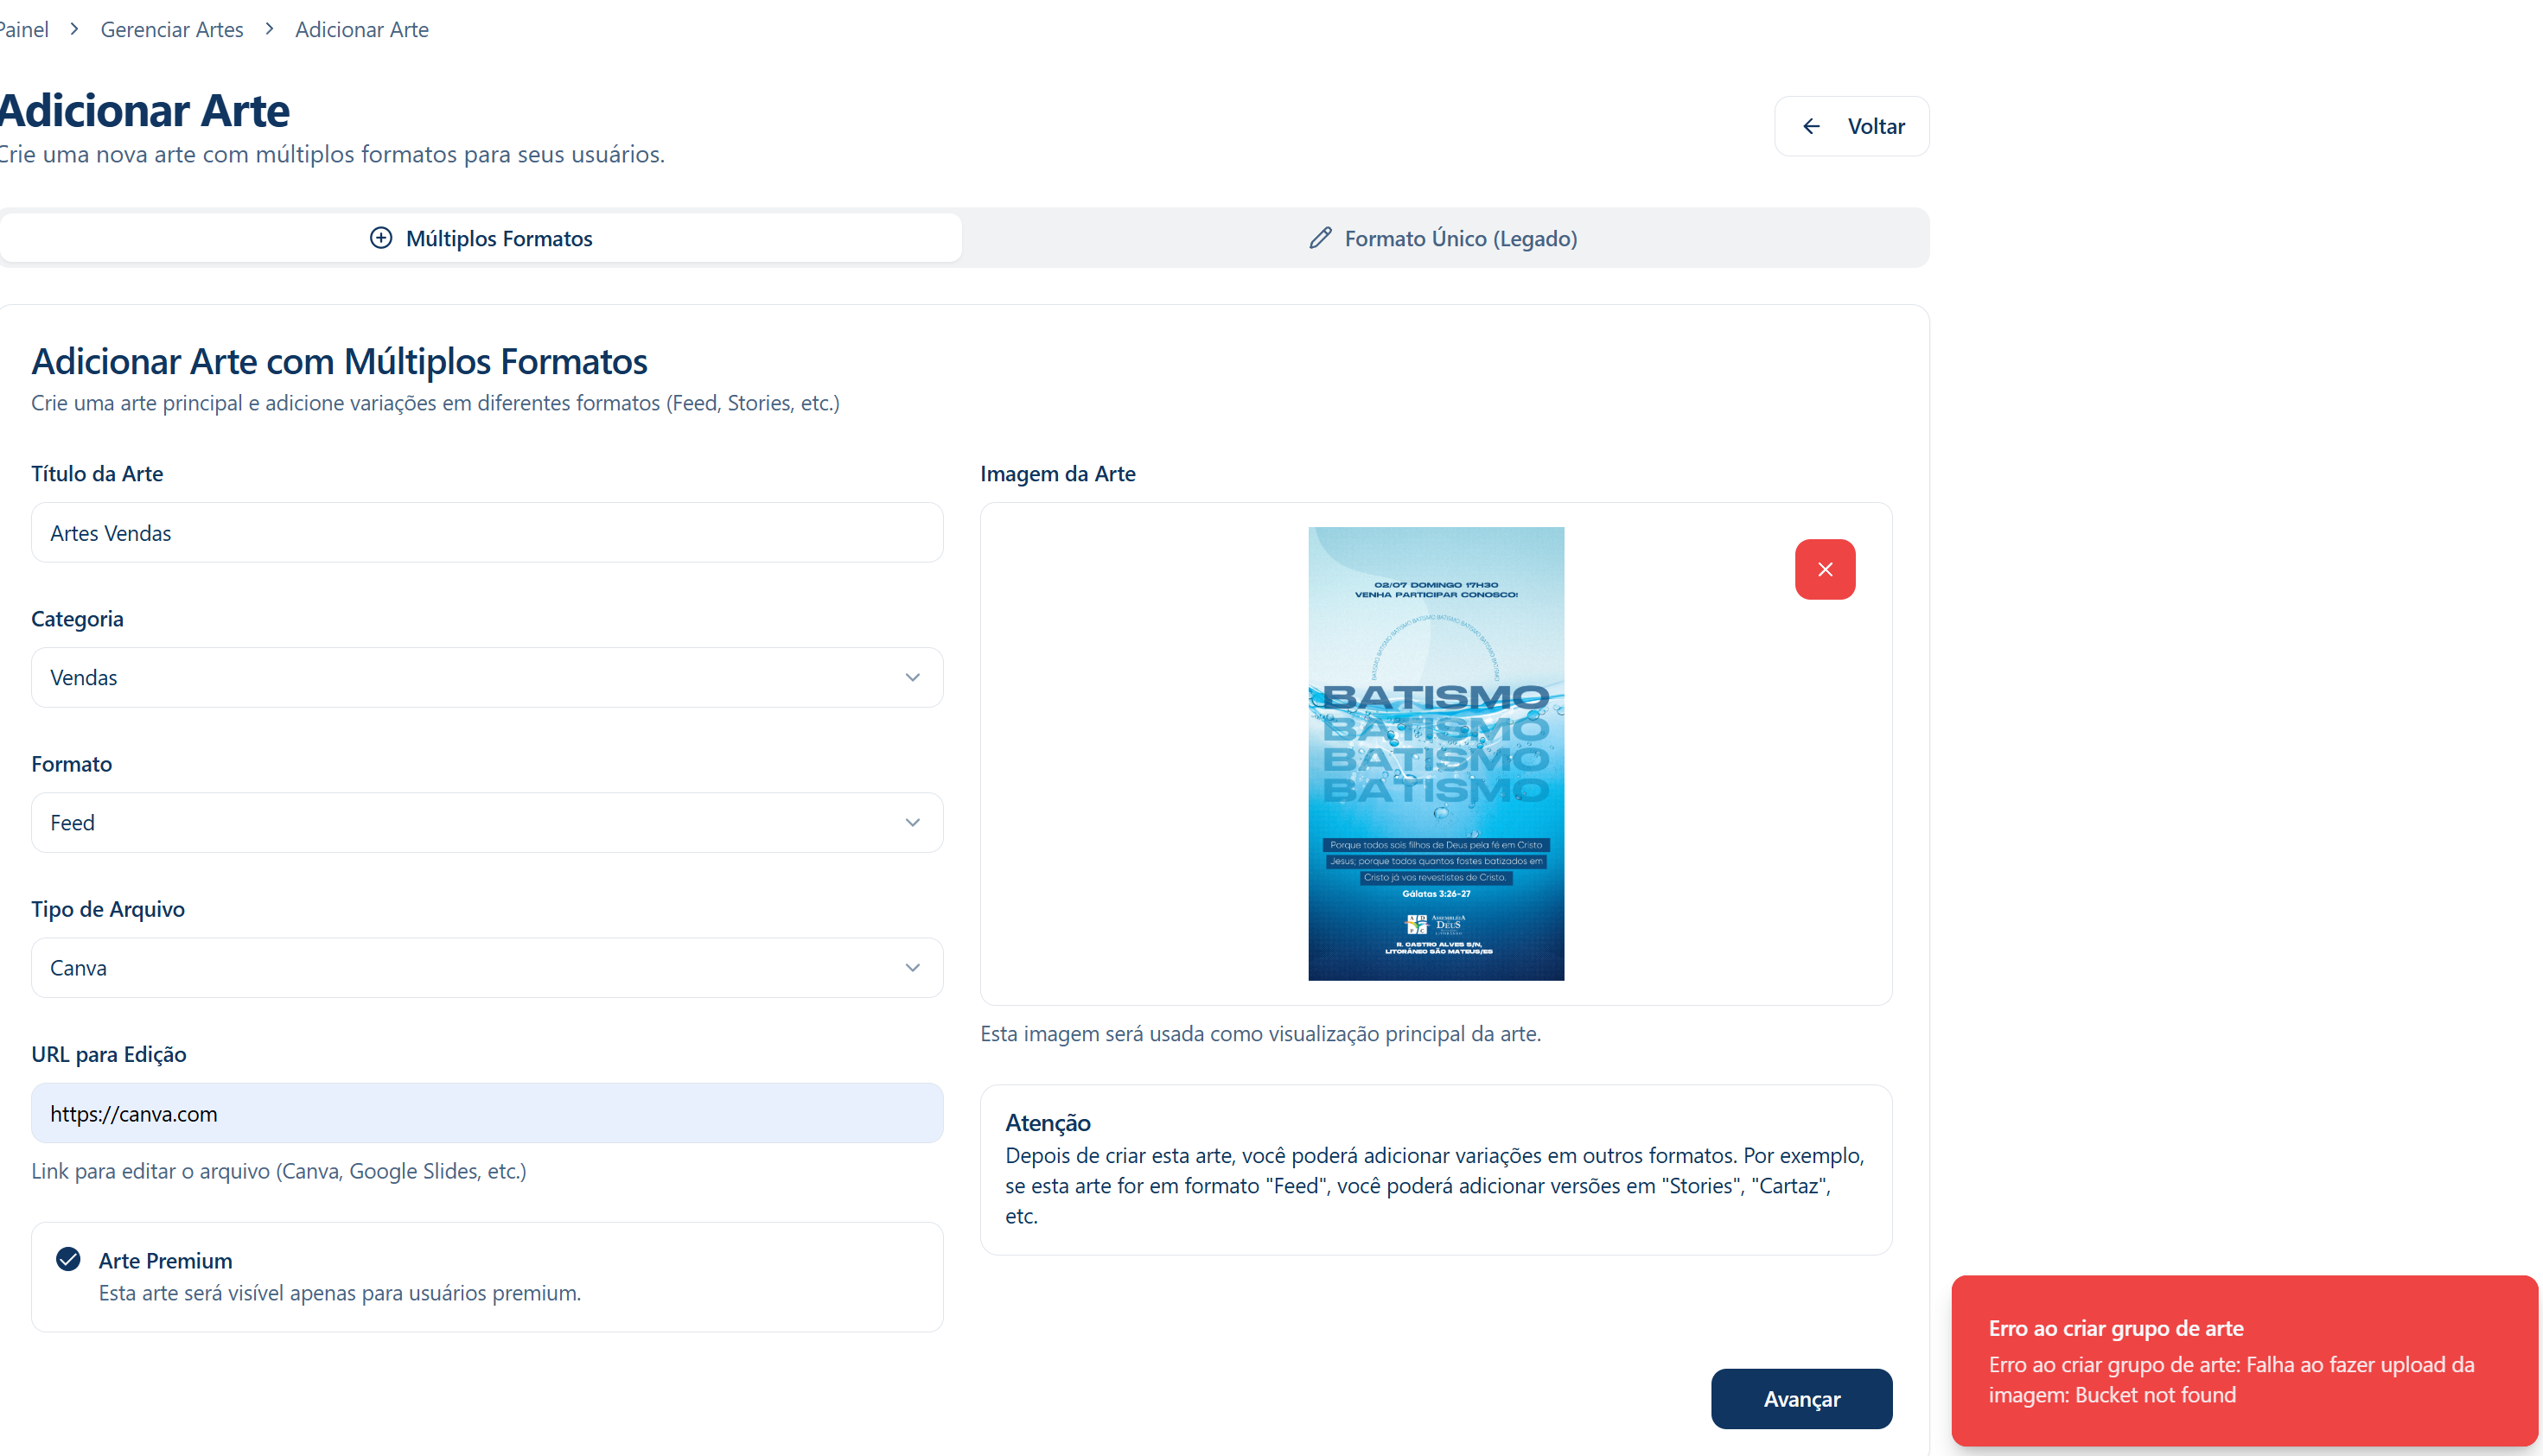 Painel > Gerenciar Artes > Adicionar Arte
Adicionar Arte
Crie uma nova arte com múltiplos formatos para seus usuários.
Voltar
Múltiplos Formatos
Formato Único (Legado)
Adicionar Arte com Múltiplos Formatos
Crie uma arte principal e adicione variações em diferentes formatos (Feed, Stories, etc.)
Título da Arte
Artes Vendas
Categoria
Vendas
Formato
Feed
Tipo de Arquivo
Canva
URL para Edição
https://canva.com
Link para editar o arquivo (Canva, Google Slides, etc.)
Arte Premium
Esta arte será visível apenas para usuários premium.
Imagem da Arte
02/07 DOMINGO 17H30
VENHA PARTICIPAR CONOSCO!
BATISMO BATISMO BATISMO BATISMO BATISMO BATISMO BATISMO BATISMO
BATISMO
BATISMO
BATISMO
BATISMO
Porque todos sois filhos de Deus pela fé em Cristo
Jesus; porque todos quantos fostes batizados em
Cristo já vos revestistes de Cristo.
Gálatas 3:26-27
ASSEMBLÉIA
DE DEUS
R. CASTRO ALVES S/N,
LITORÂNEO SÃO MATEUS/ES
Esta imagem será usada como visualização principal da arte.
Atenção
Depois de criar esta arte, você poderá adicionar variações em outros formatos. Por exemplo,
se esta arte for em formato "Feed", você poderá adicionar versões em "Stories", "Cartaz",
etc.
Avançar
Erro ao criar grupo de arte
Erro ao criar grupo de arte: Falha ao fazer upload da
imagem: Bucket not found